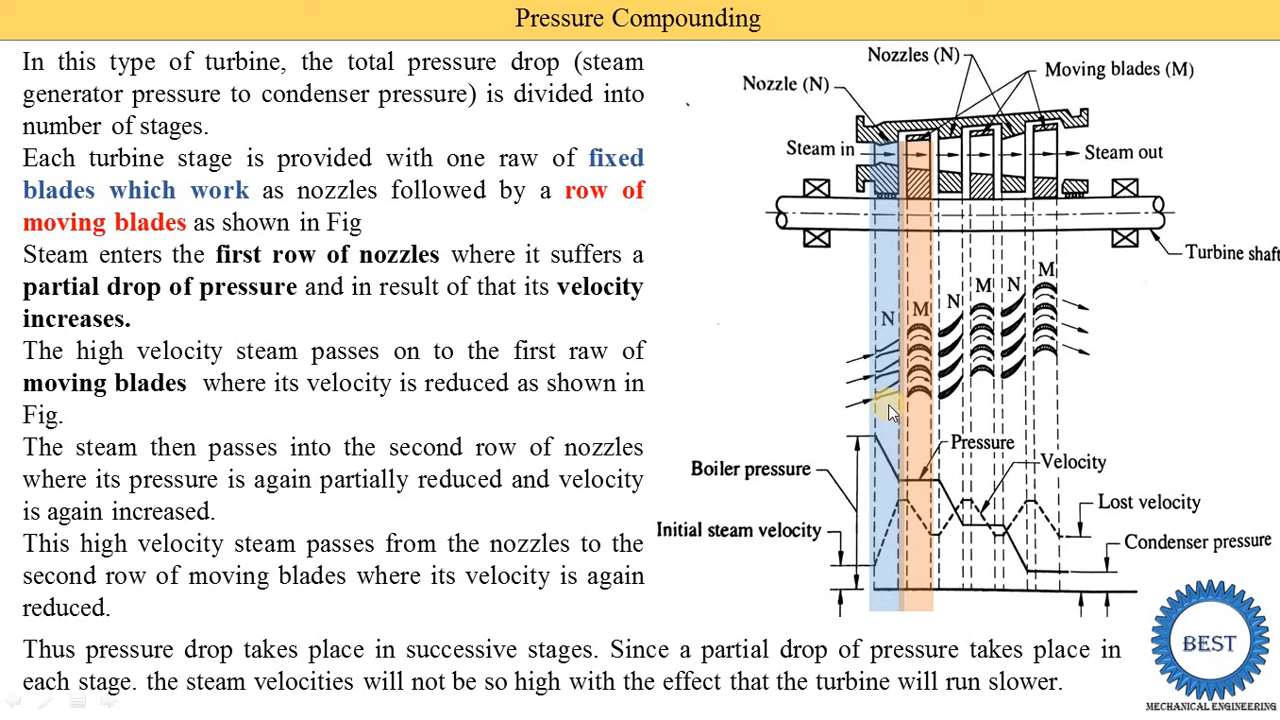 Pressure Compounding
In this type of turbine, the total pressure drop (steam
generator pressure to condenser pressure) is divided into
number of stages.
Each turbine stage is provided with one raw of fixed
blades which work as nozzles followed by a row of
moving blades as shown in Fig
Steam enters the first row of nozzles where it suffers a
partial drop of pressure and in result of that its velocity
increases.
The high velocity steam passes on to the first raw of
moving blades where its velocity is reduced as shown in
Fig.
The steam then passes into the second row of nozzles
where its pressure is again partially reduced and velocity
is again increased.
This high velocity steam passes from the nozzles to the
second row of moving blades where its velocity is again
reduced.
Thus pressure drop takes place in successive stages. Since a partial drop of pressure takes place in
each stage. the steam velocities will not be so high with the effect that the turbine will run slower.
Nozzles (N)
Moving blades (M)
Nozzle (N)
Steam in
Steam out
Turbine shaft
N
M
N
M
N
M
Pressure
Velocity
Boiler pressure
Lost velocity
Initial steam velocity
Condenser pressure
BEST
MECHANICAL ENGINEERING